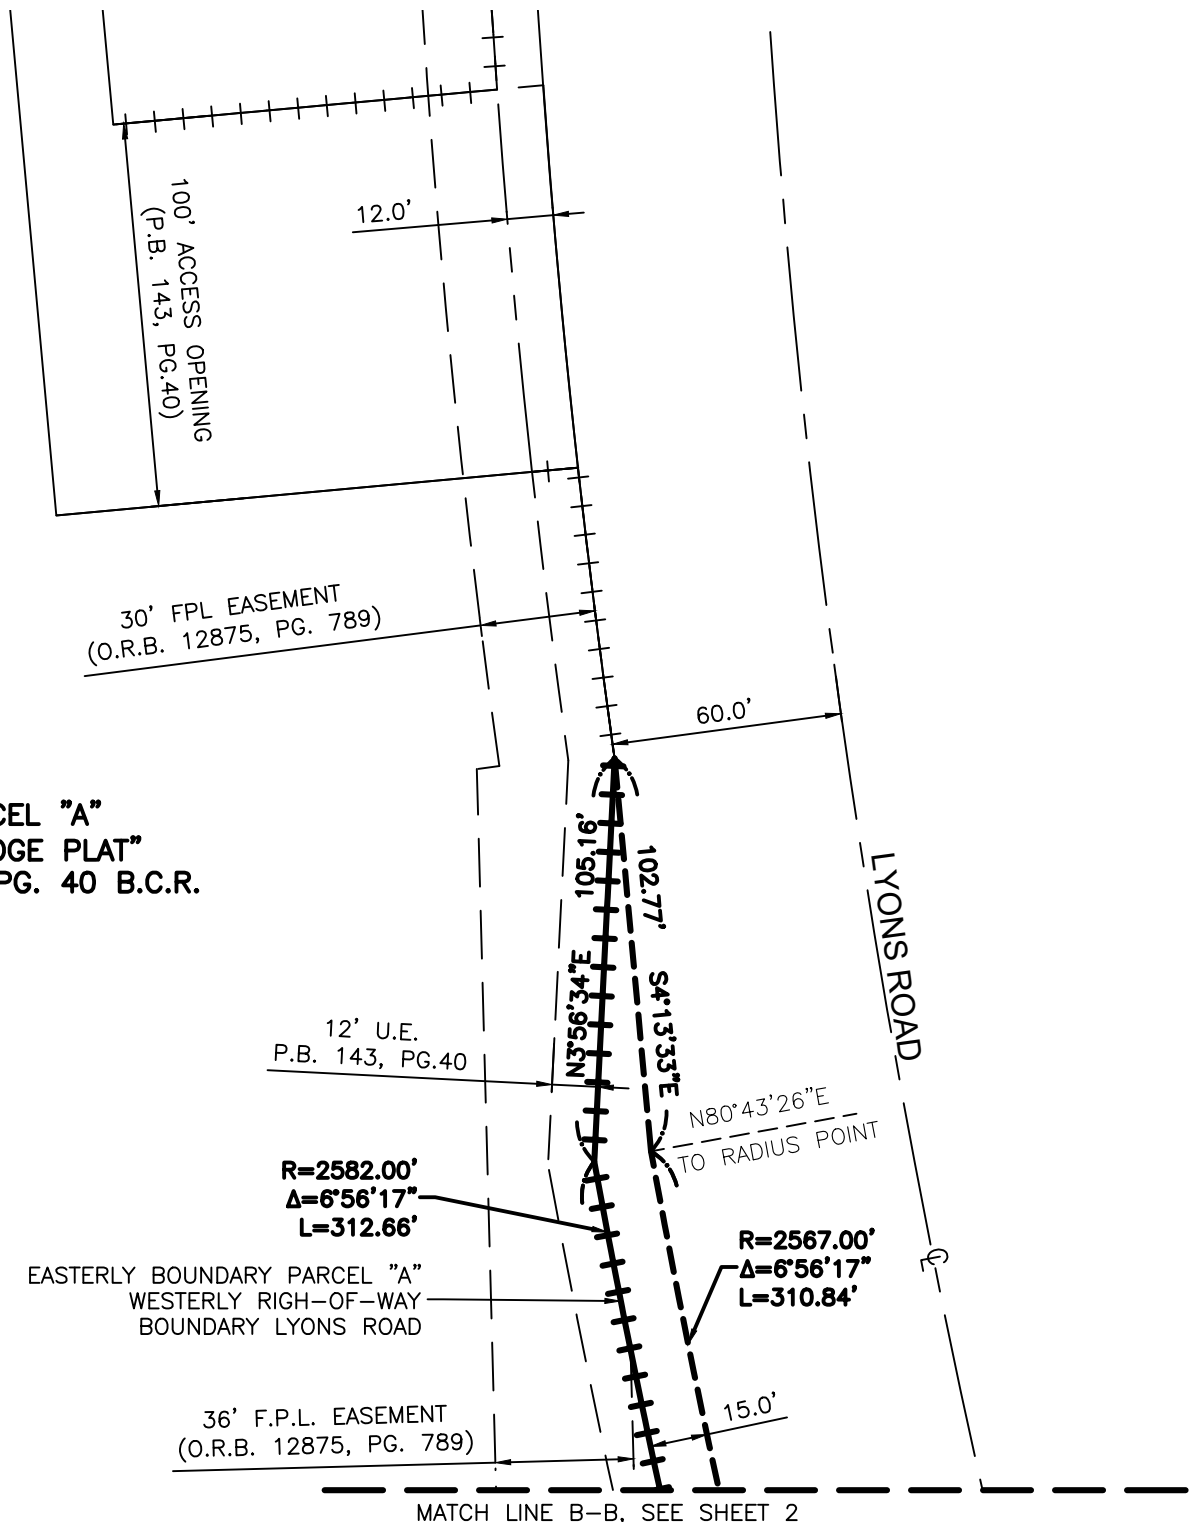 100' ACCESS OPENING
(P.B. 143, PG.40)
12.0'
30' FPL EASEMENT
(O.R.B. 12875, PG. 789)
60.0'
CEL "A"
DGE PLAT"
PG. 40 B.C.R.
105.16'
102.77'
LYONS ROAD
N3°56'34"E
S4°13'33"E
12' U.E.
P.B. 143, PG.40
N80°43'26"E
TO RADIUS POINT
R=2582.00'
Δ=6°56'17"
L=312.66'
R=2567.00'
Δ=6°56'17"
L=310.84'
EASTERLY BOUNDARY PARCEL "A"
WESTERLY RIGH-OF-WAY
BOUNDARY LYONS ROAD
℄
15.0'
36' F.P.L. EASEMENT
(O.R.B. 12875, PG. 789)
MATCH LINE B-B, SEE SHEET 2